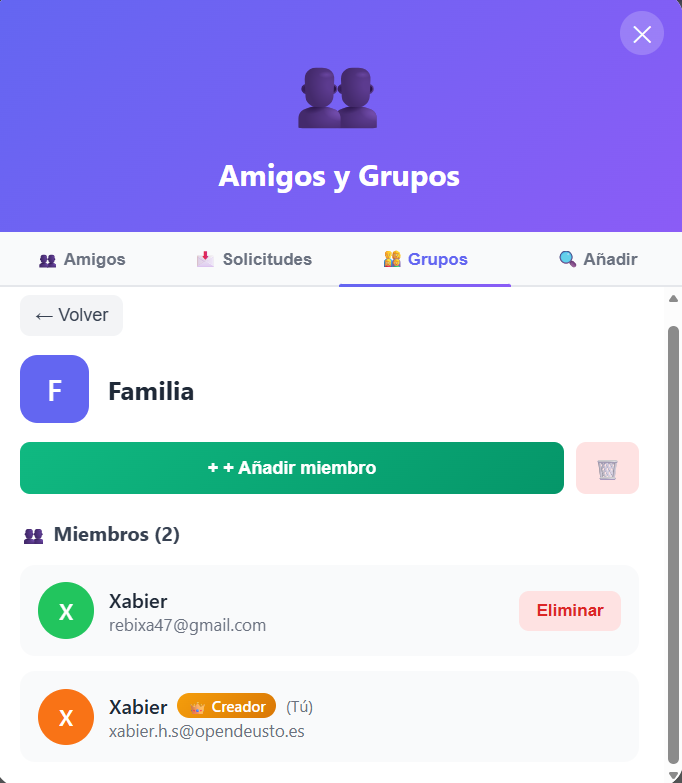 Amigos y Grupos
Amigos
Solicitudes
Grupos
Añadir
← Volver
F
Familia
+ + Añadir miembro
Miembros (2)
X
Xabier
rebixa47@gmail.com
Eliminar
X
Xabier Creador (Tú)
xabier.h.s@opendeusto.es